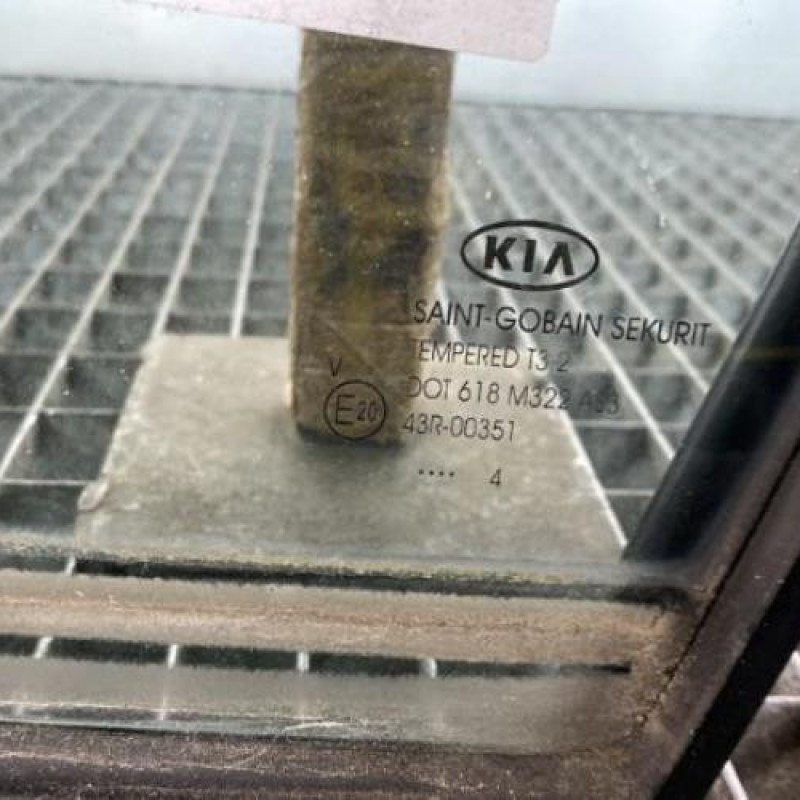 KIA
SAINT-GOBAIN SEKURIT
TEMPERED T3 2
DOT 618 M322
V
E20
43R-00351
.... 4